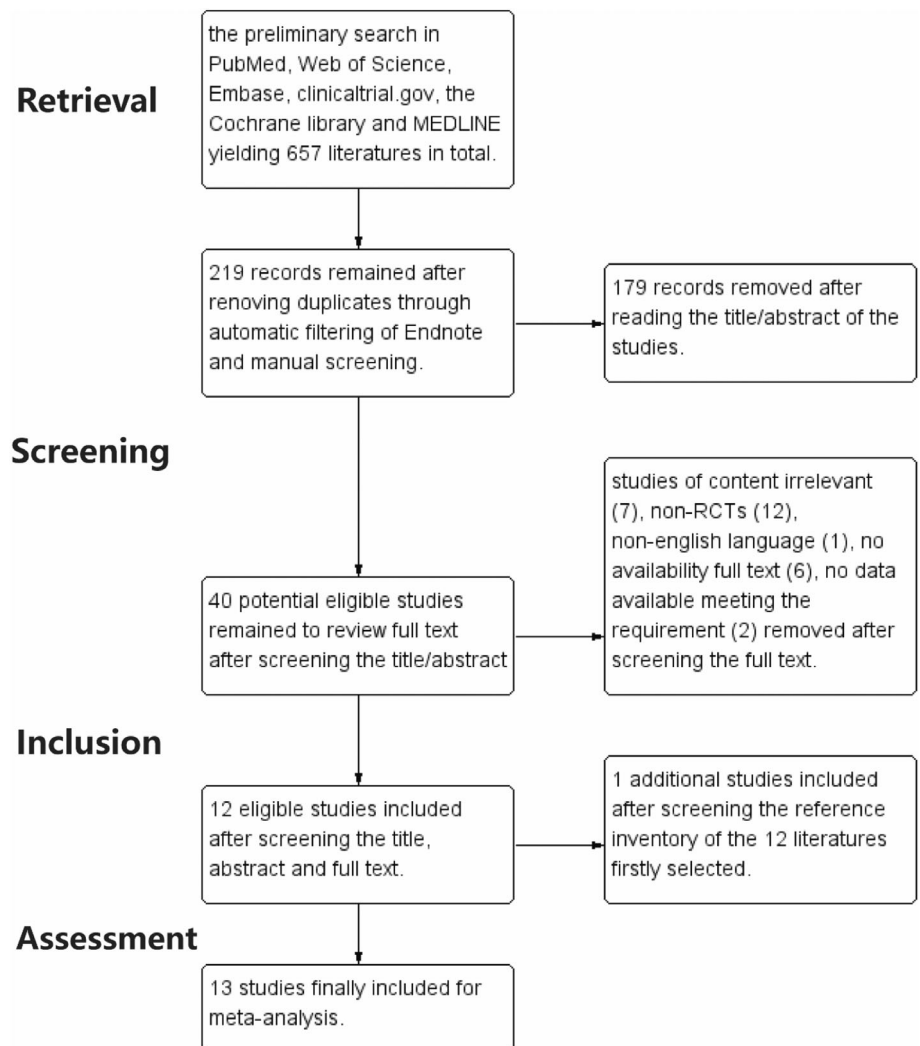 Retrieval
the preliminary search in
PubMed, Web of Science,
Embase, clinicaltrial.gov, the
Cochrane library and MEDLINE
yielding 657 literatures in total.
219 records remained after
removing duplicates through
automatic filtering of Endnote
and manual screening.
179 records removed after
reading the title/abstract of the
studies.
Screening
40 potential eligible studies
remained to review full text
after screening the title/abstract
studies of content irrelevant
(7), non-RCTs (12),
non-english language (1), no
availability full text (6), no data
available meeting the
requirement (2) removed after
screening the full text.
Inclusion
12 eligible studies included
after screening the title,
abstract and full text.
1 additional studies included
after screening the reference
inventory of the 12 literatures
firstly selected.
Assessment
13 studies finally included for
meta-analysis.